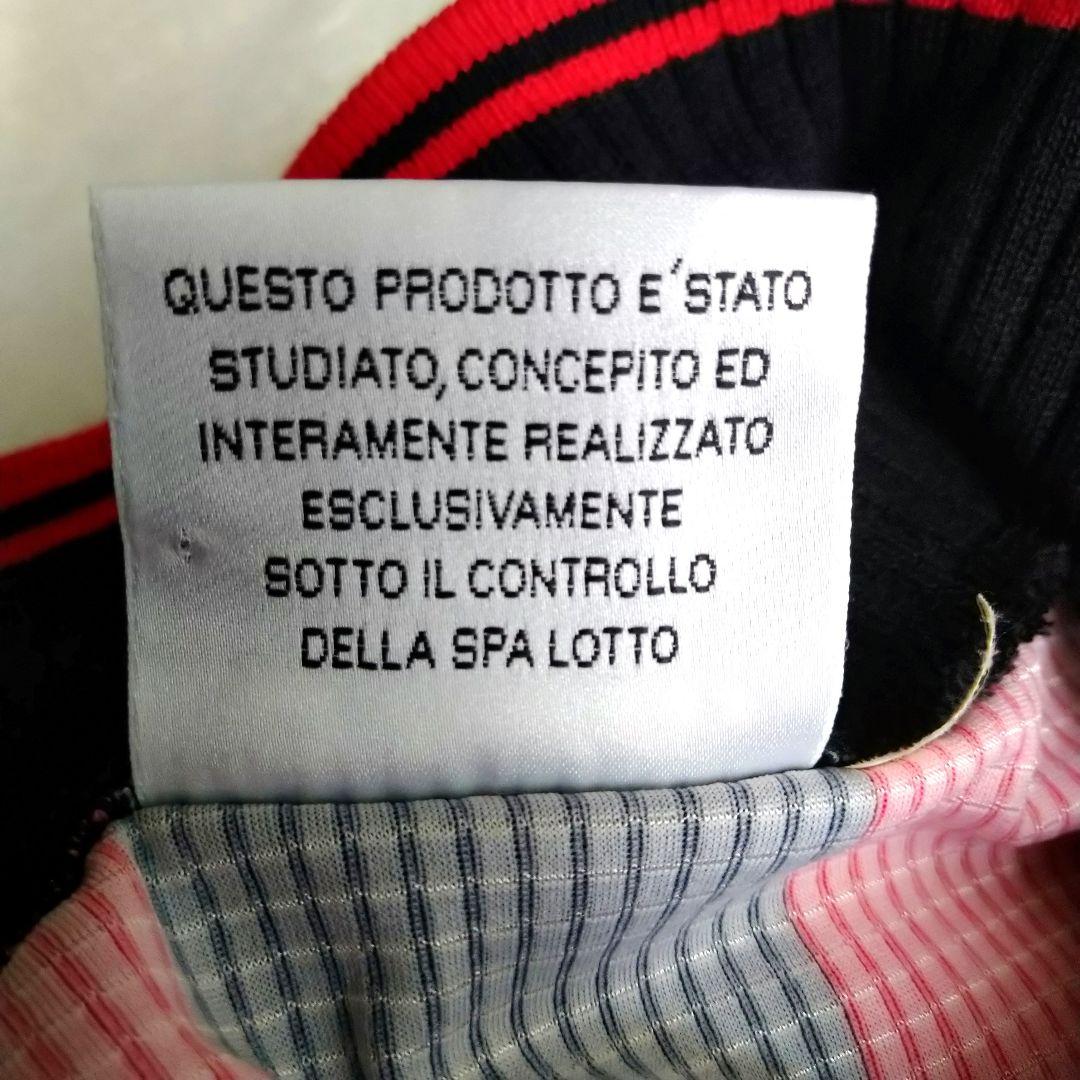 QUESTO PRODOTTO E´STATO
STUDIATO, CONCEPITO ED
INTERAMENTE REALIZZATO
ESCLUSIVAMENTE
SOTTO IL CONTROLLO
DELLA SPA LOTTO